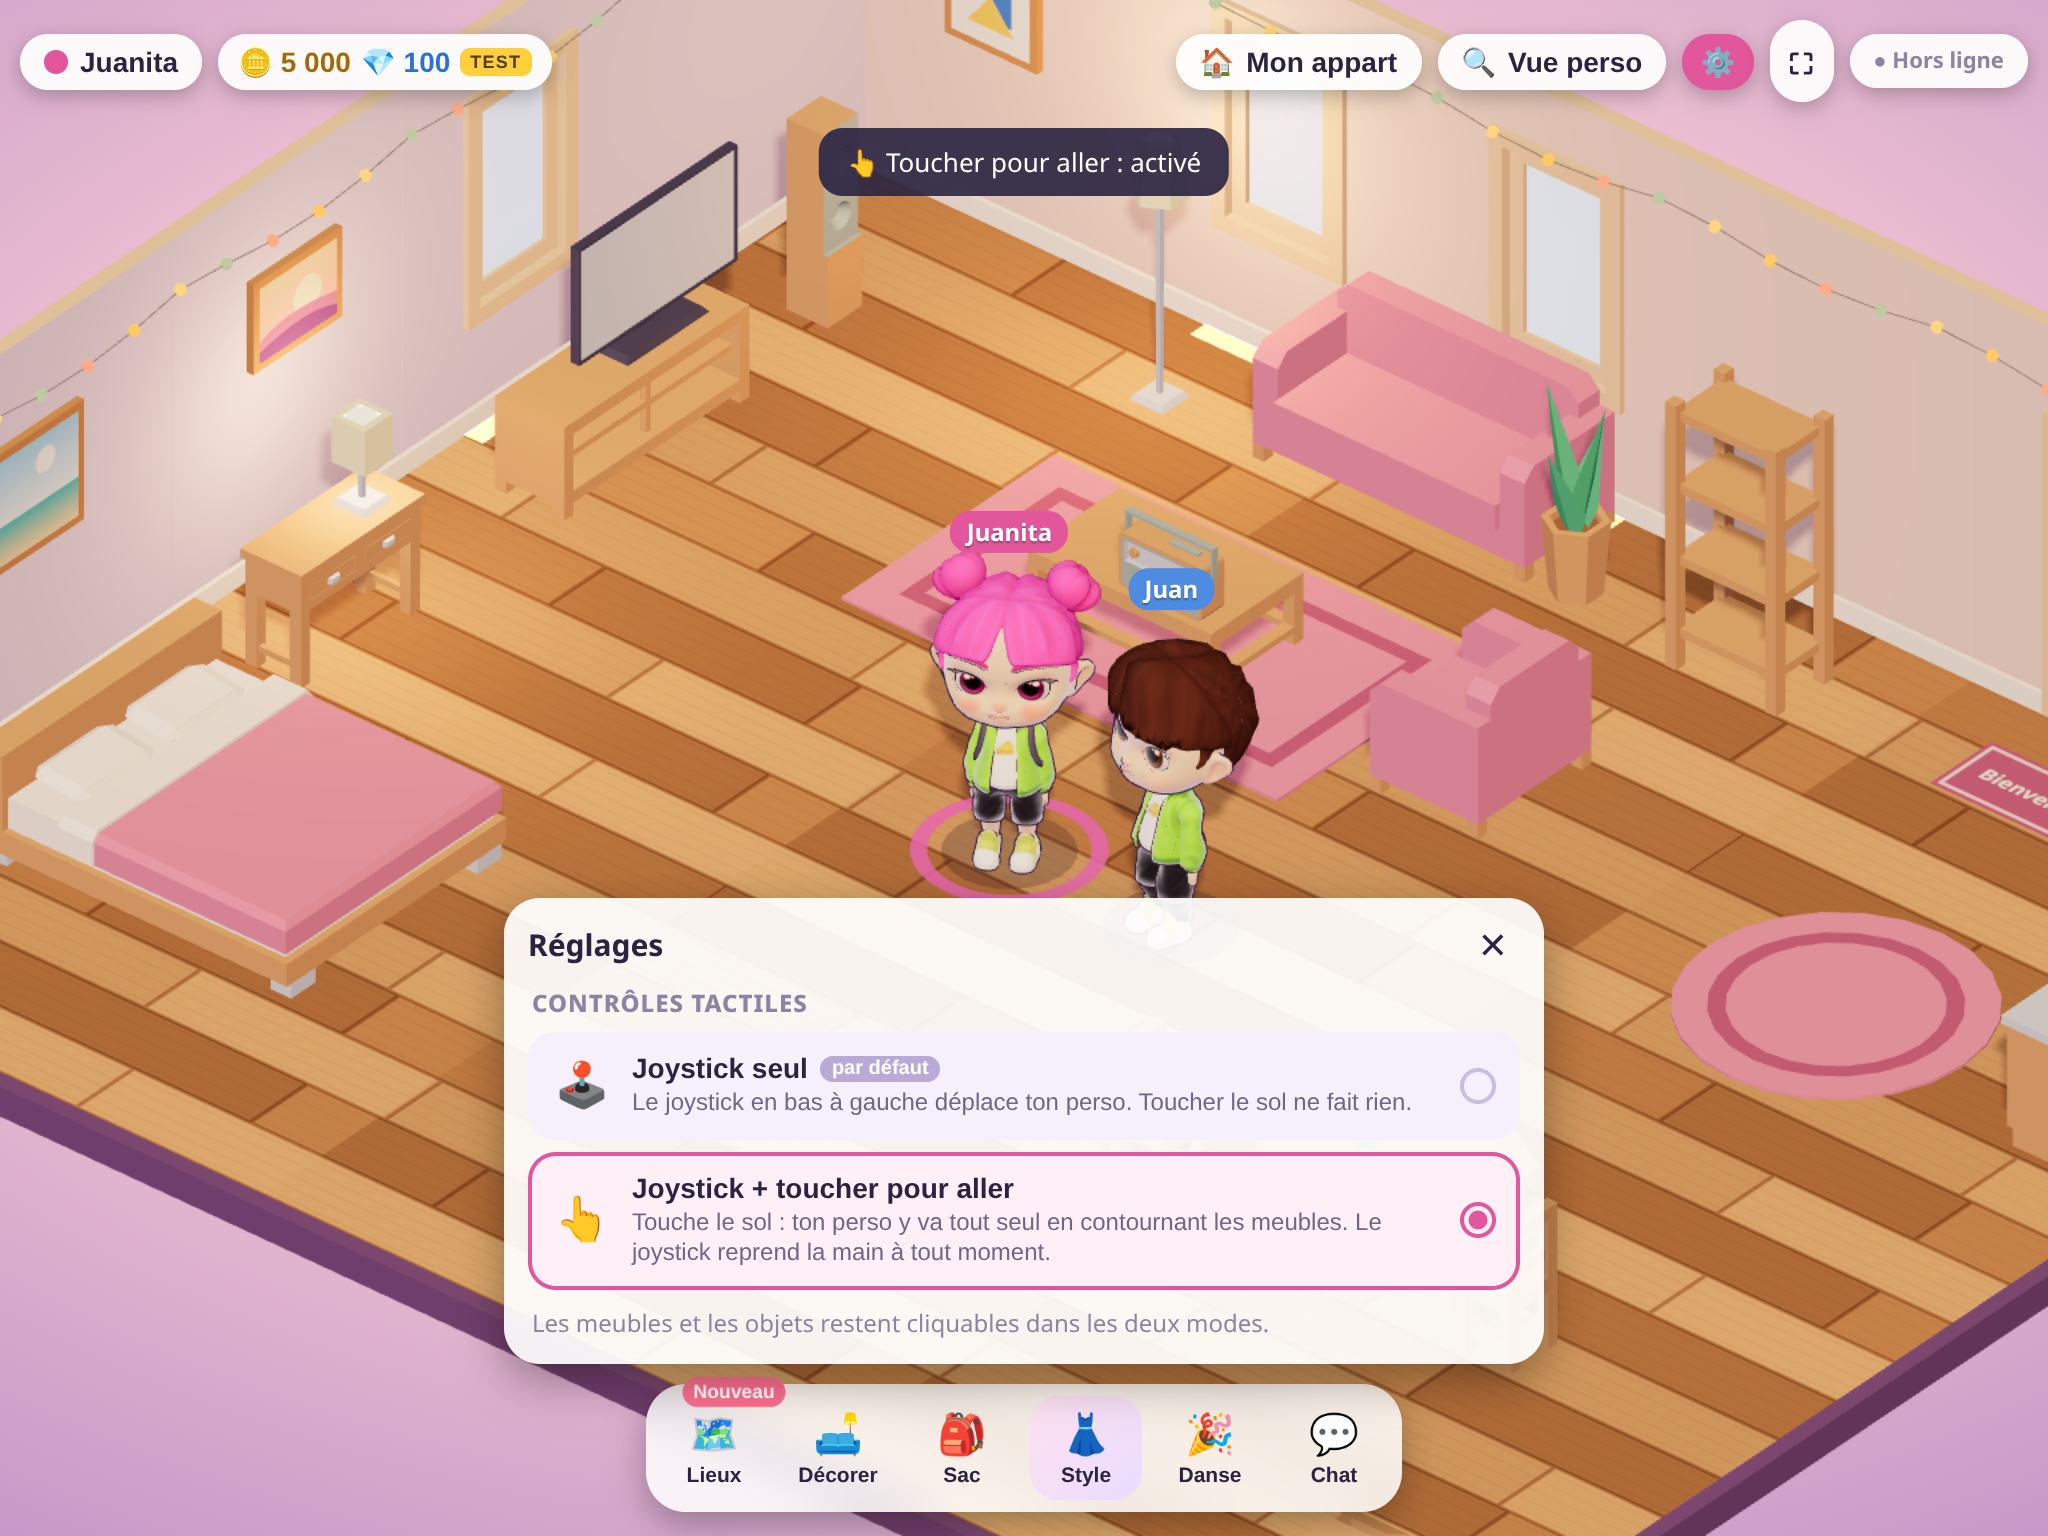 Juanita
5 000
100
TEST
Mon appart
Vue perso
Hors ligne
Toucher pour aller : activé
Juanita
Juan
Réglages
CONTRÔLES TACTILES
Joystick seul par défaut
Le joystick en bas à gauche déplace ton perso. Toucher le sol ne fait rien.
Joystick + toucher pour aller
Touche le sol : ton perso y va tout seul en contournant les meubles. Le
joystick reprend la main à tout moment.
Les meubles et les objets restent cliquables dans les deux modes.
Nouveau
Lieux
Décorer
Sac
Style
Danse
Chat